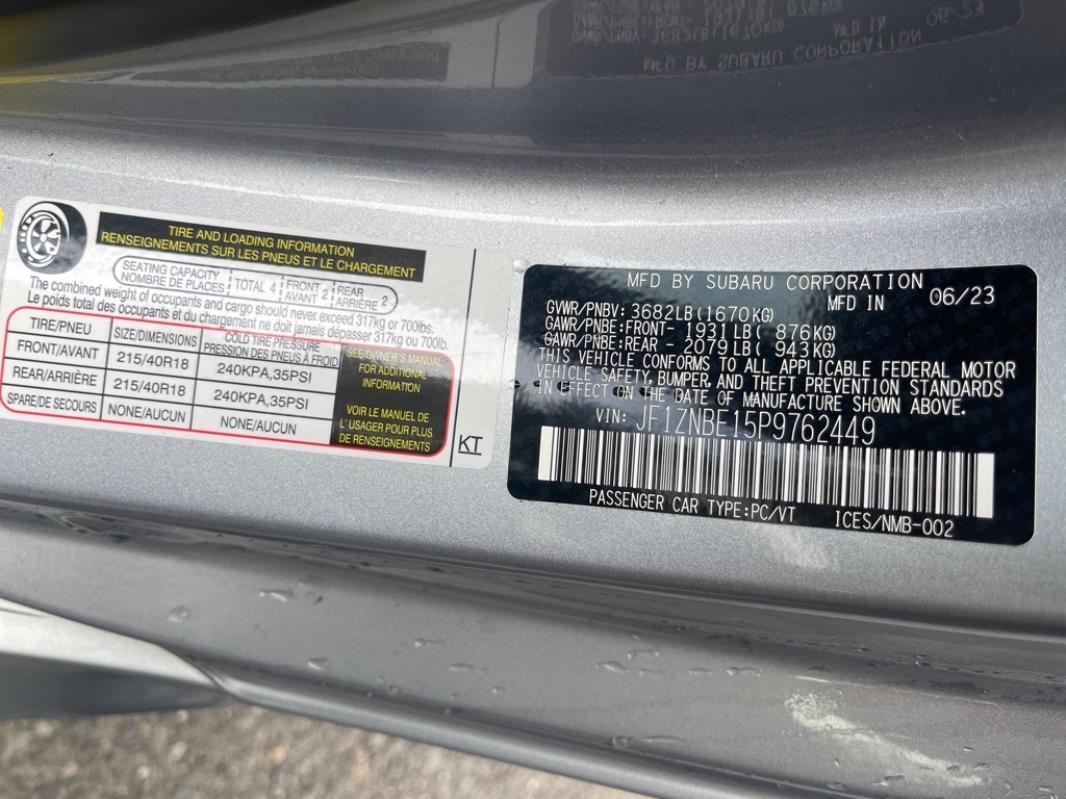 TIRE AND LOADING INFORMATION
RENSEIGNEMENTS SUR LES PNEUS ET LE CHARGEMENT
SEATING CAPACITY
NOMBRE DE PLACES
TOTAL 4
FRONT
AVANT 2
REAR
ARRIÈRE 2
The combined weight of occupants and cargo should never exceed 317kg or 700lbs.
Le poids total des occupants et du chargement ne doit jamais dépasser 317kg ou 700lb.
TIRE/PNEU SIZE/DIMENSIONS COLD TIRE PRESSURE
PRESSION DES PNEUS À FROID
FRONT/AVANT 215/40R18 240KPA,35PSI
REAR/ARRIÈRE 215/40R18 240KPA,35PSI
SPARE/DE SECOURS NONE/AUCUN NONE/AUCUN
SEE OWNER'S MANUAL
FOR ADDITIONAL
INFORMATION
VOIR LE MANUEL DE
L' USAGER POUR PLUS
DE RENSEIGNEMENTS
KT
MFD BY SUBARU CORPORATION
MFD IN 06/23
GVWR/PNBV: 3682LB(1670KG)
GAWR/PNBE:FRONT- 1931LB( 876KG)
GAWR/PNBE:REAR - 2079LB( 943KG)
THIS VEHICLE CONFORMS TO ALL APPLICABLE FEDERAL MOTOR
VEHICLE SAFETY, BUMPER, AND THEFT PREVENTION STANDARDS
IN EFFECT ON THE DATE OF MANUFACTURE SHOWN ABOVE.
VIN: JF1ZNBE15P9762449
PASSENGER CAR TYPE:PC/VT ICES/NMB-002